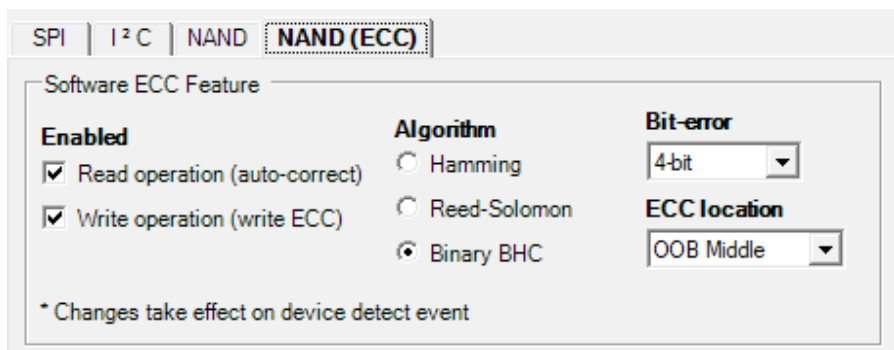 SPI I²C NAND NAND (ECC)
Software ECC Feature
Enabled
Read operation (auto-correct)
Write operation (write ECC)
Algorithm
Hamming
Reed-Solomon
Binary BHC
Bit-error
4-bit
ECC location
OOB Middle
* Changes take effect on device detect event